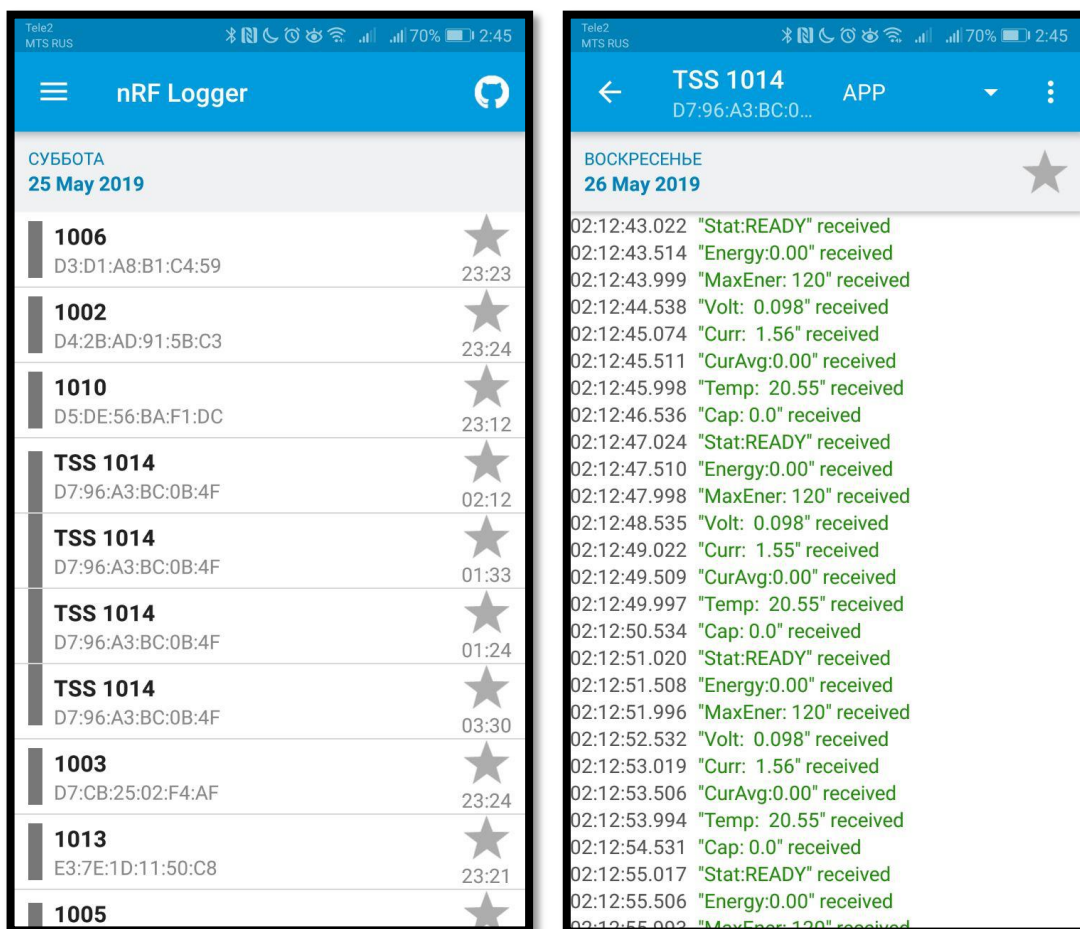 Tele2
MTS RUS
70% 2:45
nRF Logger
СУББОТА
25 May 2019
1006
D3:D1:A8:B1:C4:59
23:23
1002
D4:2B:AD:91:5B:C3
23:24
1010
D5:DE:56:BA:F1:DC
23:12
TSS 1014
D7:96:A3:BC:0B:4F
02:12
TSS 1014
D7:96:A3:BC:0B:4F
01:33
TSS 1014
D7:96:A3:BC:0B:4F
01:24
TSS 1014
D7:96:A3:BC:0B:4F
03:30
1003
D7:CB:25:02:F4:AF
23:24
1013
E3:7E:1D:11:50:C8
23:21
1005
Tele2
MTS RUS
70% 2:45
TSS 1014
D7:96:A3:BC:0...
APP
ВОСКРЕСЕНЬЕ
26 May 2019
02:12:43.022 "Stat:READY" received
02:12:43.514 "Energy:0.00" received
02:12:43.999 "MaxEner: 120" received
02:12:44.538 "Volt: 0.098" received
02:12:45.074 "Curr: 1.56" received
02:12:45.511 "CurAvg:0.00" received
02:12:45.998 "Temp: 20.55" received
02:12:46.536 "Cap: 0.0" received
02:12:47.024 "Stat:READY" received
02:12:47.510 "Energy:0.00" received
02:12:47.998 "MaxEner: 120" received
02:12:48.535 "Volt: 0.098" received
02:12:49.022 "Curr: 1.55" received
02:12:49.509 "CurAvg:0.00" received
02:12:49.997 "Temp: 20.55" received
02:12:50.534 "Cap: 0.0" received
02:12:51.020 "Stat:READY" received
02:12:51.508 "Energy:0.00" received
02:12:51.996 "MaxEner: 120" received
02:12:52.532 "Volt: 0.098" received
02:12:53.019 "Curr: 1.56" received
02:12:53.506 "CurAvg:0.00" received
02:12:53.994 "Temp: 20.55" received
02:12:54.531 "Cap: 0.0" received
02:12:55.017 "Stat:READY" received
02:12:55.506 "Energy:0.00" received
02:12:55.993 "MaxEner: 120" received